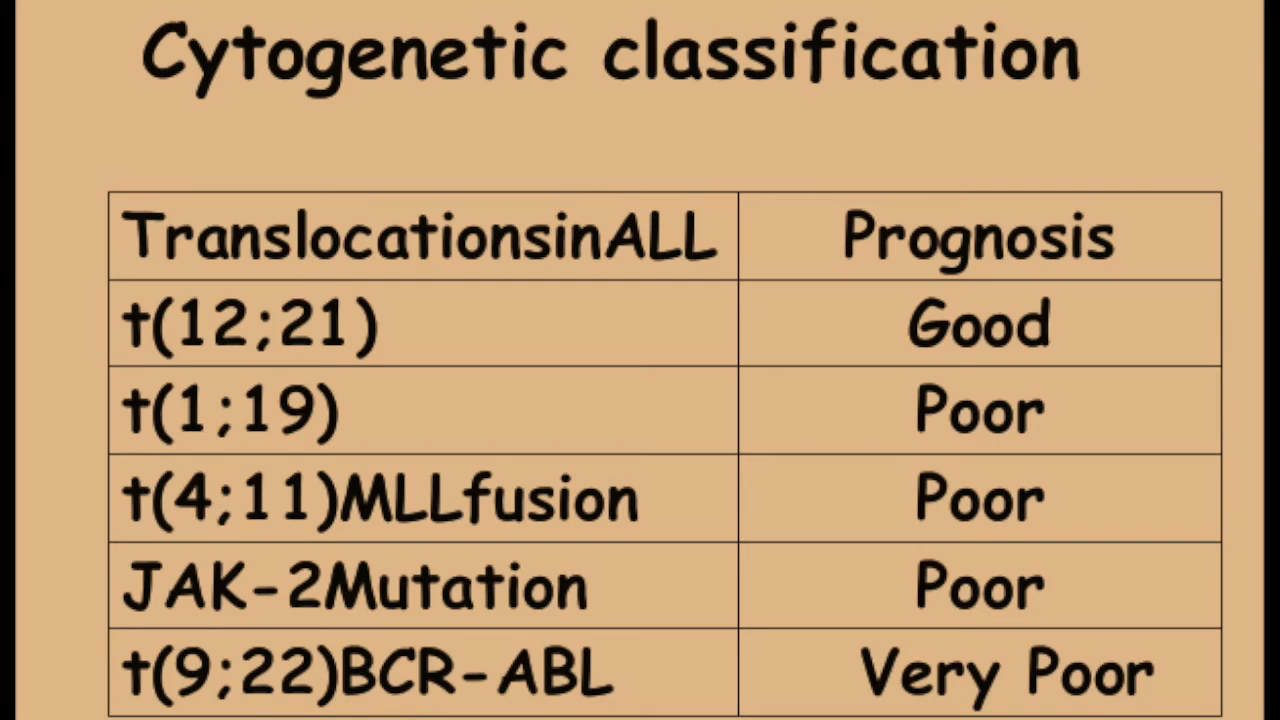 Cytogenetic classification
TranslocationsinALL Prognosis
t(12;21) Good
t(1;19) Poor
t(4;11)MLLfusion Poor
JAK-2Mutation Poor
t(9;22)BCR-ABL Very Poor